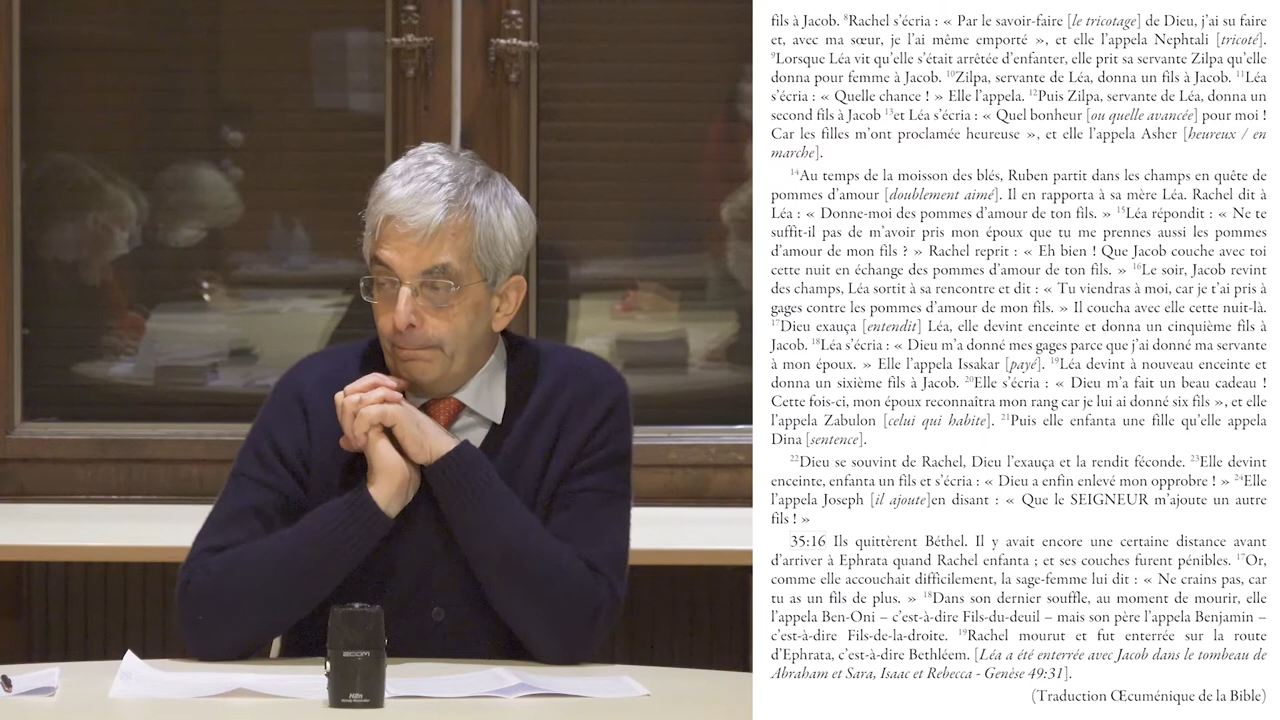 fils à Jacob. ⁸Rachel s'écria : « Par le savoir-faire [le tricotage] de Dieu, j'ai su faire
et, avec ma sœur, je l'ai même emporté », et elle l'appela Nephtali [tricoté].
⁹Lorsque Léa vit qu'elle s'était arrêtée d'enfanter, elle prit sa servante Zilpa qu'elle
donna pour femme à Jacob. ¹⁰Zilpa, servante de Léa, donna un fils à Jacob. ¹¹Léa
s'écria : « Quelle chance ! » Elle l'appela. ¹²Puis Zilpa, servante de Léa, donna un
second fils à Jacob ¹³et Léa s'écria : « Quel bonheur [ou quelle avancée] pour moi !
Car les filles m'ont proclamée heureuse », et elle l'appela Asher [heureux / en
marche].
¹⁴Au temps de la moisson des blés, Ruben partit dans les champs en quête de
pommes d'amour [doublement aimé]. Il en rapporta à sa mère Léa. Rachel dit à
Léa : « Donne-moi des pommes d'amour de ton fils. » ¹⁵Léa répondit : « Ne te
suffit-il pas de m'avoir pris mon époux que tu me prennes aussi les pommes
d'amour de mon fils ? » Rachel reprit : « Eh bien ! Que Jacob couche avec toi
cette nuit en échange des pommes d'amour de ton fils. » ¹⁶Le soir, Jacob revint
des champs, Léa sortit à sa rencontre et dit : « Tu viendras à moi, car je t'ai pris à
gages contre les pommes d'amour de mon fils. » Il coucha avec elle cette nuit-là.
¹⁷Dieu exauça [entendit] Léa, elle devint enceinte et donna un cinquième fils à
Jacob. ¹⁸Léa s'écria : « Dieu m'a donné mes gages parce que j'ai donné ma servante
à mon époux. » Elle l'appela Issakar [payé]. ¹⁹Léa devint à nouveau enceinte et
donna un sixième fils à Jacob. ²⁰Elle s'écria : « Dieu m'a fait un beau cadeau !
Cette fois-ci, mon époux reconnaîtra mon rang car je lui ai donné six fils », et elle
l'appela Zabulon [celui qui habite]. ²¹Puis elle enfanta une fille qu'elle appela
Dina [sentence].
²²Dieu se souvint de Rachel, Dieu l'exauça et la rendit féconde. ²³Elle devint
enceinte, enfanta un fils et s'écria : « Dieu a enfin enlevé mon opprobre ! » ²⁴Elle
l'appela Joseph [il ajoute]en disant : « Que le SEIGNEUR m'ajoute un autre
fils ! »
35:16 Ils quittèrent Béthel. Il y avait encore une certaine distance avant
d'arriver à Ephrata quand Rachel enfanta ; et ses couches furent pénibles. ¹⁷Or,
comme elle accouchait difficilement, la sage-femme lui dit : « Ne crains pas, car
tu as un fils de plus. » ¹⁸Dans son dernier souffle, au moment de mourir, elle
l'appela Ben-Oni – c'est-à-dire Fils-du-deuil – mais son père l'appela Benjamin –
c'est-à-dire Fils-de-la-droite. ¹⁹Rachel mourut et fut enterrée sur la route
d'Ephrata, c'est-à-dire Bethléem. [Léa a été enterrée avec Jacob dans le tombeau de
Abraham et Sara, Isaac et Rebecca - Genèse 49:31].
(Traduction Œcuménique de la Bible)
ZOOM
H2n
Handy Recorder